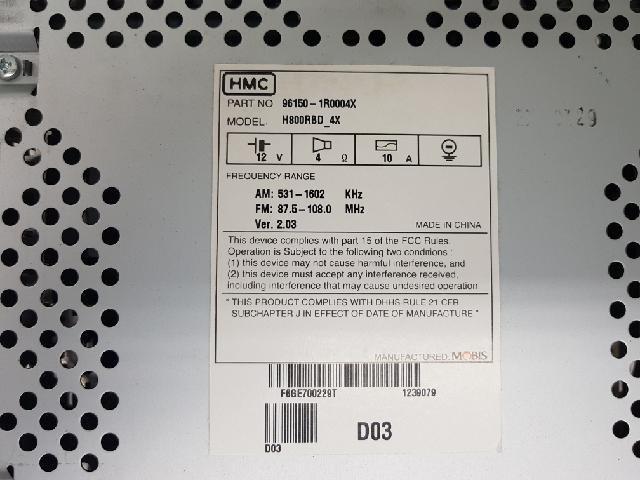 HMC
PART NO 96150-1R0004X
MODEL: H800RBD_4X
12 V 4 Ω 10 A
FREQUENCY RANGE
AM: 531-1602 KHz
FM: 87.5-108.0 MHz
Ver. 2.03 MADE IN CHINA
This device complies with part 15 of the FCC Rules.
Operation is Subject to the following two conditions :
(1) this device may not cause harmful interference, and
(2) this device must accept any interference received,
including interference that may cause undesired operation
" THIS PRODUCT COMPLIES WITH DHHS RULE 21 CFR
SUBCHAPTER J IN EFFECT OF DATE OF MANUFACTURE "
MANUFACTURED: MOBIS
F6GE700229T 1239079
D03
D03